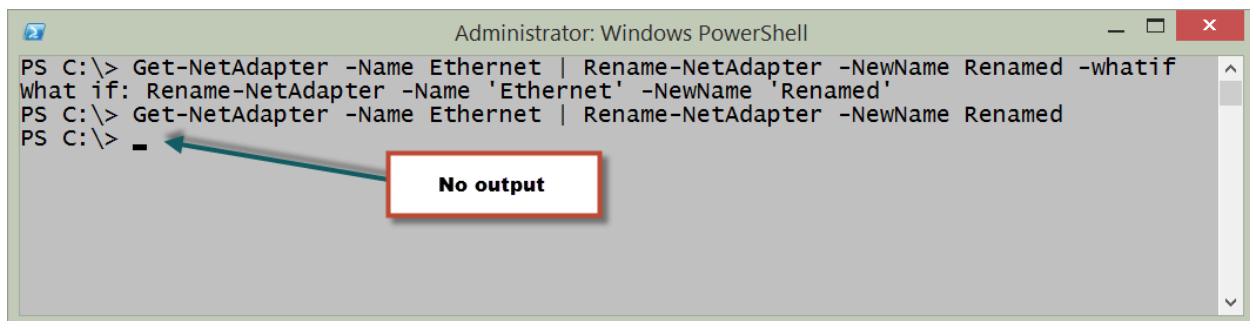 Administrator: Windows PowerShell
PS C:\> Get-NetAdapter -Name Ethernet | Rename-NetAdapter -NewName Renamed -whatif
What if: Rename-NetAdapter -Name 'Ethernet' -NewName 'Renamed'
PS C:\> Get-NetAdapter -Name Ethernet | Rename-NetAdapter -NewName Renamed
PS C:\> _
No output